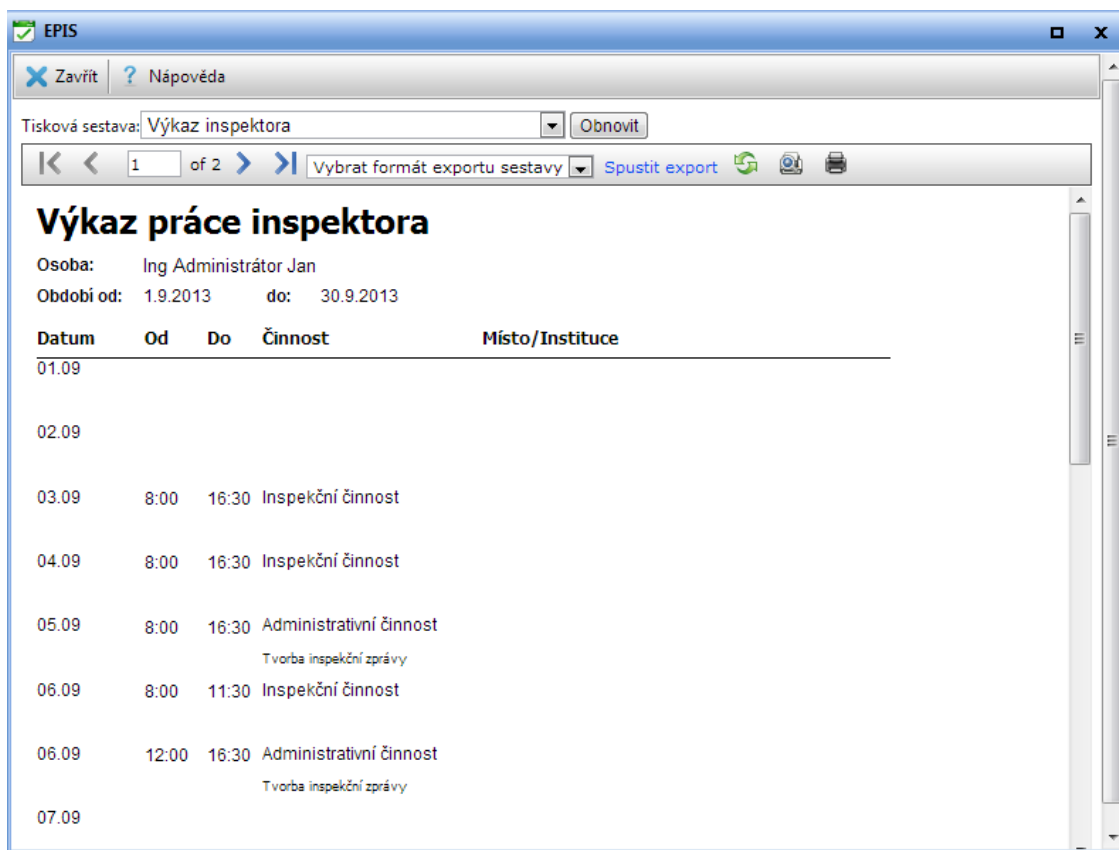 EPIS
Zavřít ? Nápověda
Tisková sestava: Výkaz inspektora Obnovit
1 of 2 Vybrat formát exportu sestavy Spustit export
Výkaz práce inspektora
Osoba: Ing Administrátor Jan
Období od: 1.9.2013 do: 30.9.2013
Datum Od Do Činnost Místo/Instituce
01.09
02.09
03.09 8:00 16:30 Inspekční činnost
04.09 8:00 16:30 Inspekční činnost
05.09 8:00 16:30 Administrativní činnost
Tvorba inspekční zprávy
06.09 8:00 11:30 Inspekční činnost
06.09 12:00 16:30 Administrativní činnost
Tvorba inspekční zprávy
07.09